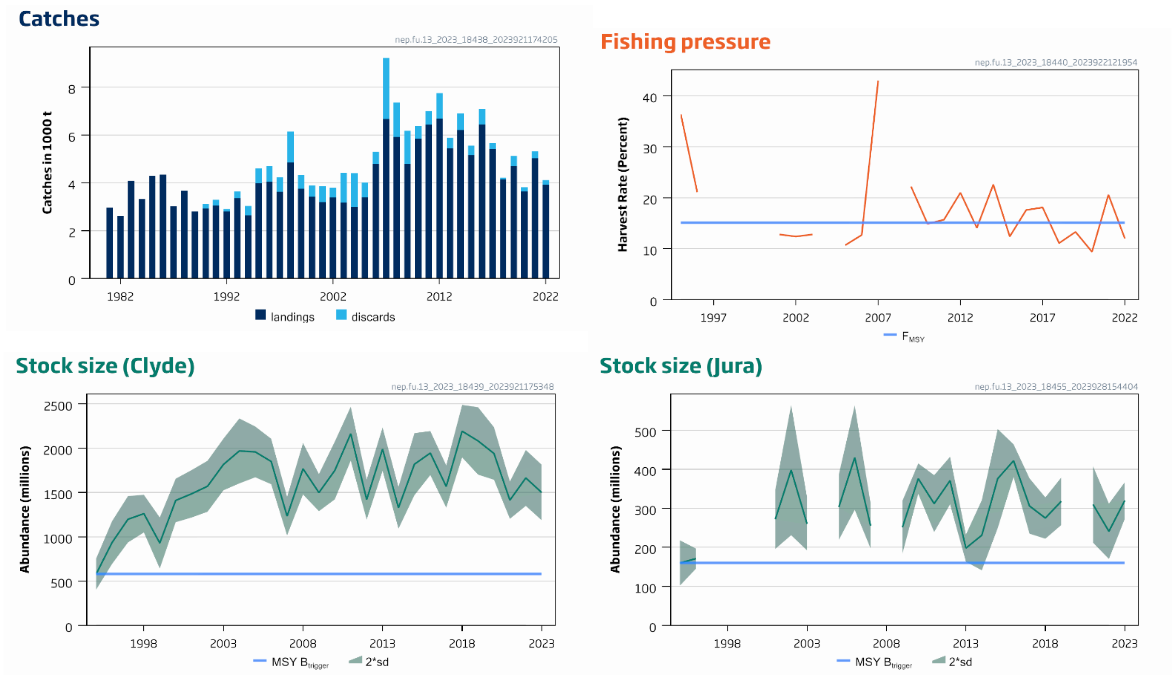 Catches
nep.fu.13_2023_18438_2023921174205
Catches in 1000 t
8
6
4
2
0
1982 1992 2002 2012 2022
landings discards
Fishing pressure
nep.fu.13_2023_18440_2023922121954
Harvest Rate (Percent)
40
30
20
10
0
1997 2002 2007 2012 2017 2022
FMSY
Stock size (Clyde)
nep.fu.13_2023_18439_2023921175348
Abundance (millions)
2500
2000
1500
1000
500
0
1998 2003 2008 2013 2018 2023
MSY Btrigger 2*sd
Stock size (Jura)
nep.fu.13_2023_18455_2023928154404
Abundance (millions)
500
400
300
200
100
0
1998 2003 2008 2013 2018 2023
MSY Btrigger 2*sd